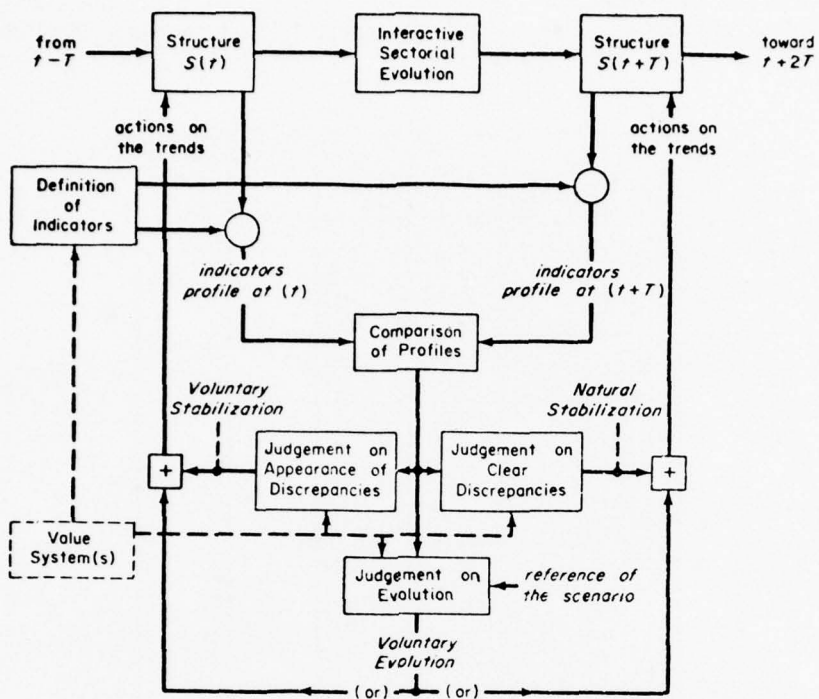 from
t-T
Structure
S(t)
Interactive
Sectorial
Evolution
Structure
S(t+T)
toward
t+2T
actions on
the trends
actions on
the trends
Definition
of
Indicators
indicators
profile at (t)
indicators
profile at (t+T)
Comparison
of Profiles
Voluntary
Stabilization
Natural
Stabilization
+
Judgement on
Appearance of
Discrepancies
Judgement on
Clear
Discrepancies
+
Value
System(s)
Judgement on
Evolution
reference of
the scenario
Voluntary
Evolution
(or)
(or)